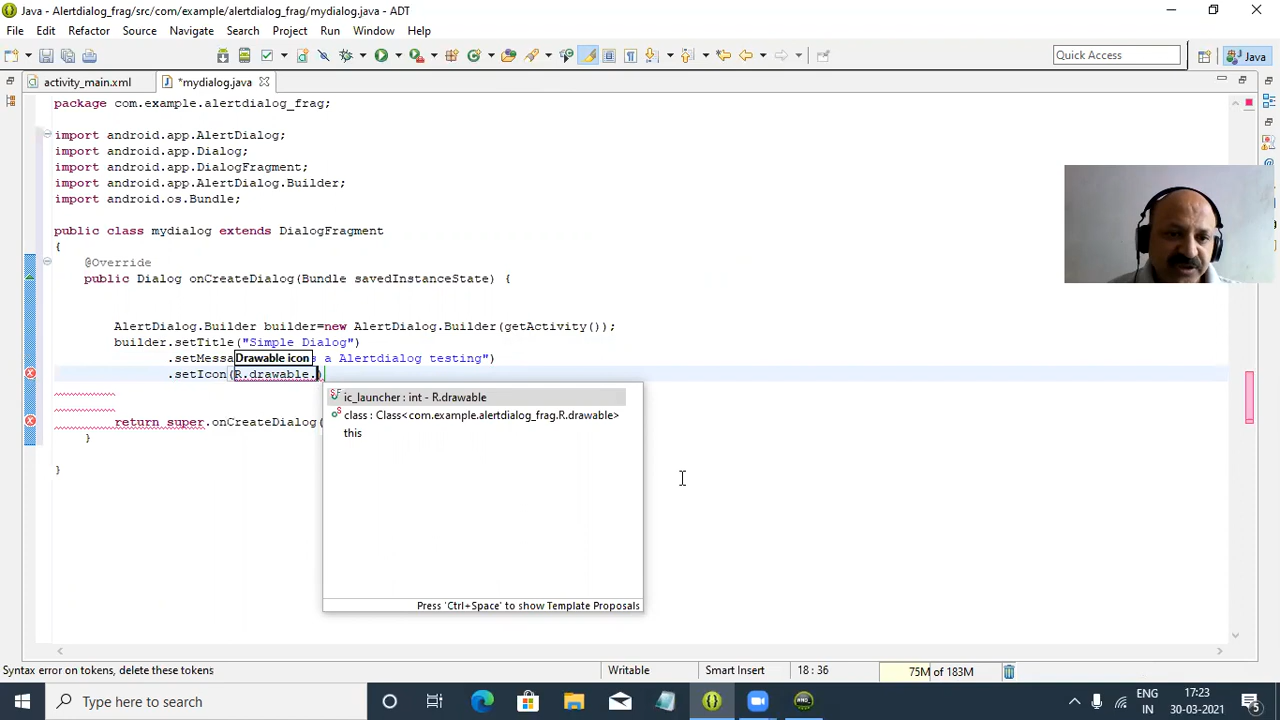 Java - Alertdialog_frag/src/com/example/alertdialog_frag/mydialog.java - ADT
File Edit Refactor Source Navigate Search Project Run Window Help
Quick Access
Java
activity_main.xml
*mydialog.java
package com.example.alertdialog_frag;
import android.app.AlertDialog;
import android.app.Dialog;
import android.app.DialogFragment;
import android.app.AlertDialog.Builder;
import android.os.Bundle;
public class mydialog extends DialogFragment
{
@Override
public Dialog onCreateDialog(Bundle savedInstanceState) {
AlertDialog.Builder builder=new AlertDialog.Builder(getActivity());
builder.setTitle("Simple Dialog")
.setMessa Drawable icon s a Alertdialog testing")
.setIcon(R.drawable.)
ic_launcher : int - R.drawable
class : Class<com.example.alertdialog_frag.R.drawable>
this
return super.onCreateDialog(
}
}
Press 'Ctrl+Space' to show Template Proposals
Syntax error on tokens, delete these tokens
Writable
Smart Insert
18 : 36
75M of 183M
Type here to search
ENG
IN
17:23
30-03-2021
5